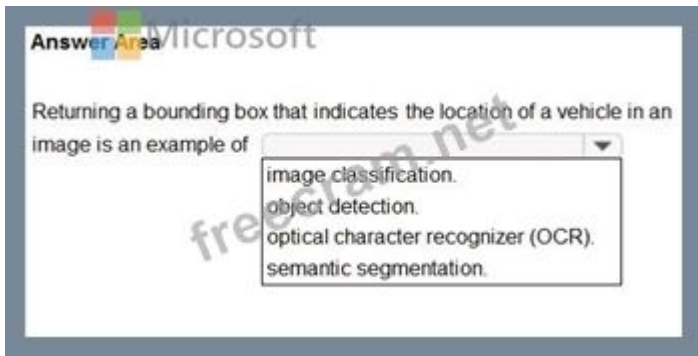 Microsoft
Answer Area
Returning a bounding box that indicates the location of a vehicle in an
image is an example of
image classification.
object detection.
optical character recognizer (OCR).
semantic segmentation.
freecram.net